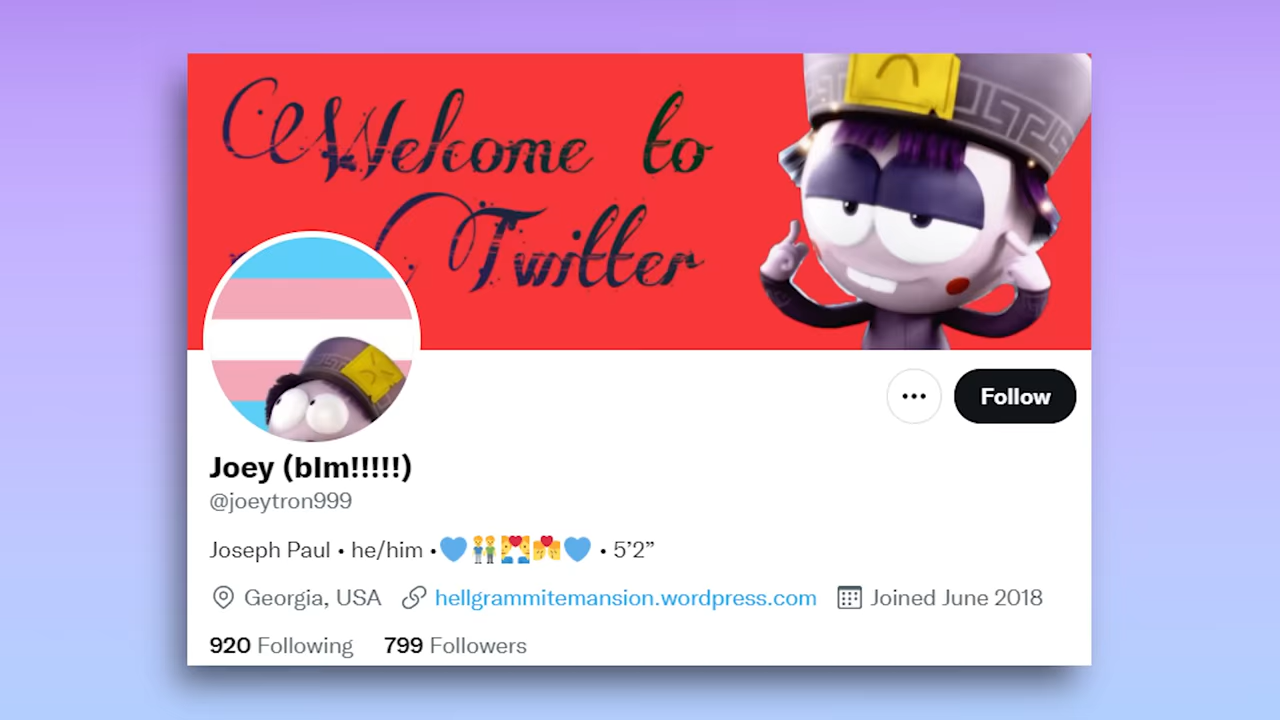 Welcome to
Twitter
Follow
Joey (blm!!!!!)
@joeytron999
Joseph Paul • he/him •💙👬👨‍❤️‍👨👨‍❤️‍💋‍👨💙 • 5’2”
Georgia, USA hellgrammitemansion.wordpress.com Joined June 2018
920 Following 799 Followers